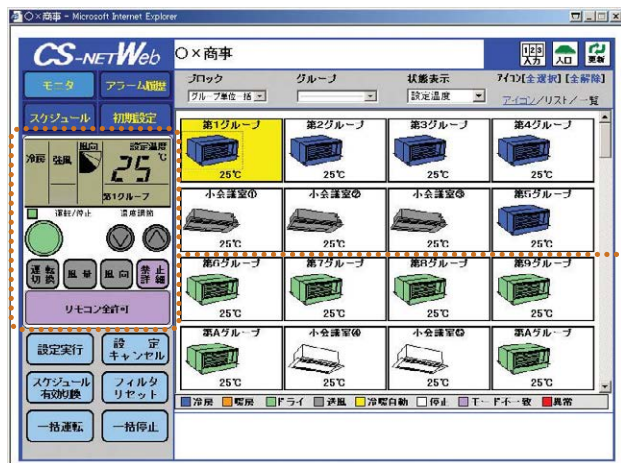 〇×商事 - Microsoft Internet Explorer
CS-NETWeb
〇×商事
123 入力
入口
更新
モニタ
アラーム履歴
ブロック
グループ
状態表示
アイコン[全選択][全解除]
グループ単位一括
設定温度
アイコン/リスト/一覧
スケジュール
初期設定
冷房
強風
風向
設定温度
25℃
第1グループ
運転/停止
温度調節
運転切換
風量
風向
禁止詳細
リモコン全許可
設定実行
設定キャンセル
スケジュール有効切換
フィルタリセット
一括運転
一括停止
第1グループ
第2グループ
第3グループ
第4グループ
25℃
25℃
25℃
25℃
小会議室①
小会議室②
小会議室③
第5グループ
25℃
25℃
25℃
25℃
第6グループ
第7グループ
第8グループ
第9グループ
25℃
25℃
25℃
25℃
第Aグループ
小会議室④
小会議室⑤
第Aグループ
25℃
25℃
25℃
25℃
冷房 暖房 ドライ 送風 冷暖自動 停止 モード不一致 異常